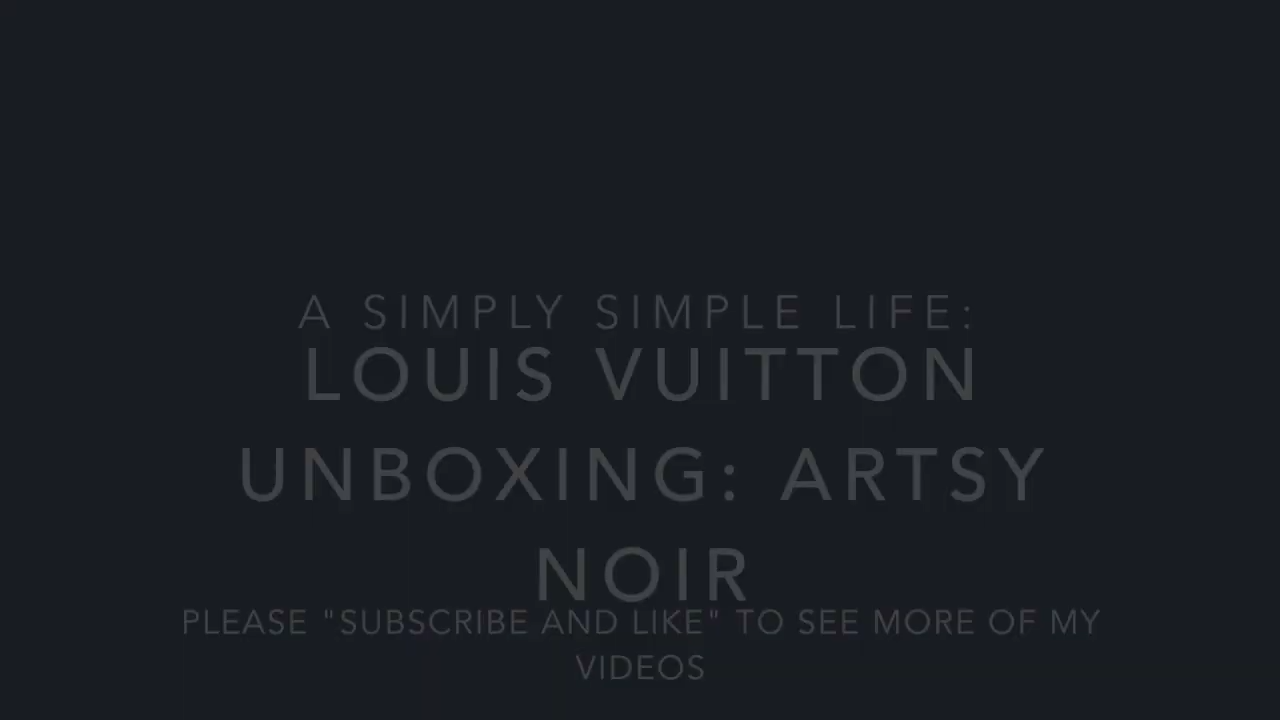 A SIMPLY SIMPLE LIFE:
LOUIS VUITTON
UNBOXING: ARTSY
NOIR
PLEASE "SUBSCRIBE AND LIKE" TO SEE MORE OF MY
VIDEOS